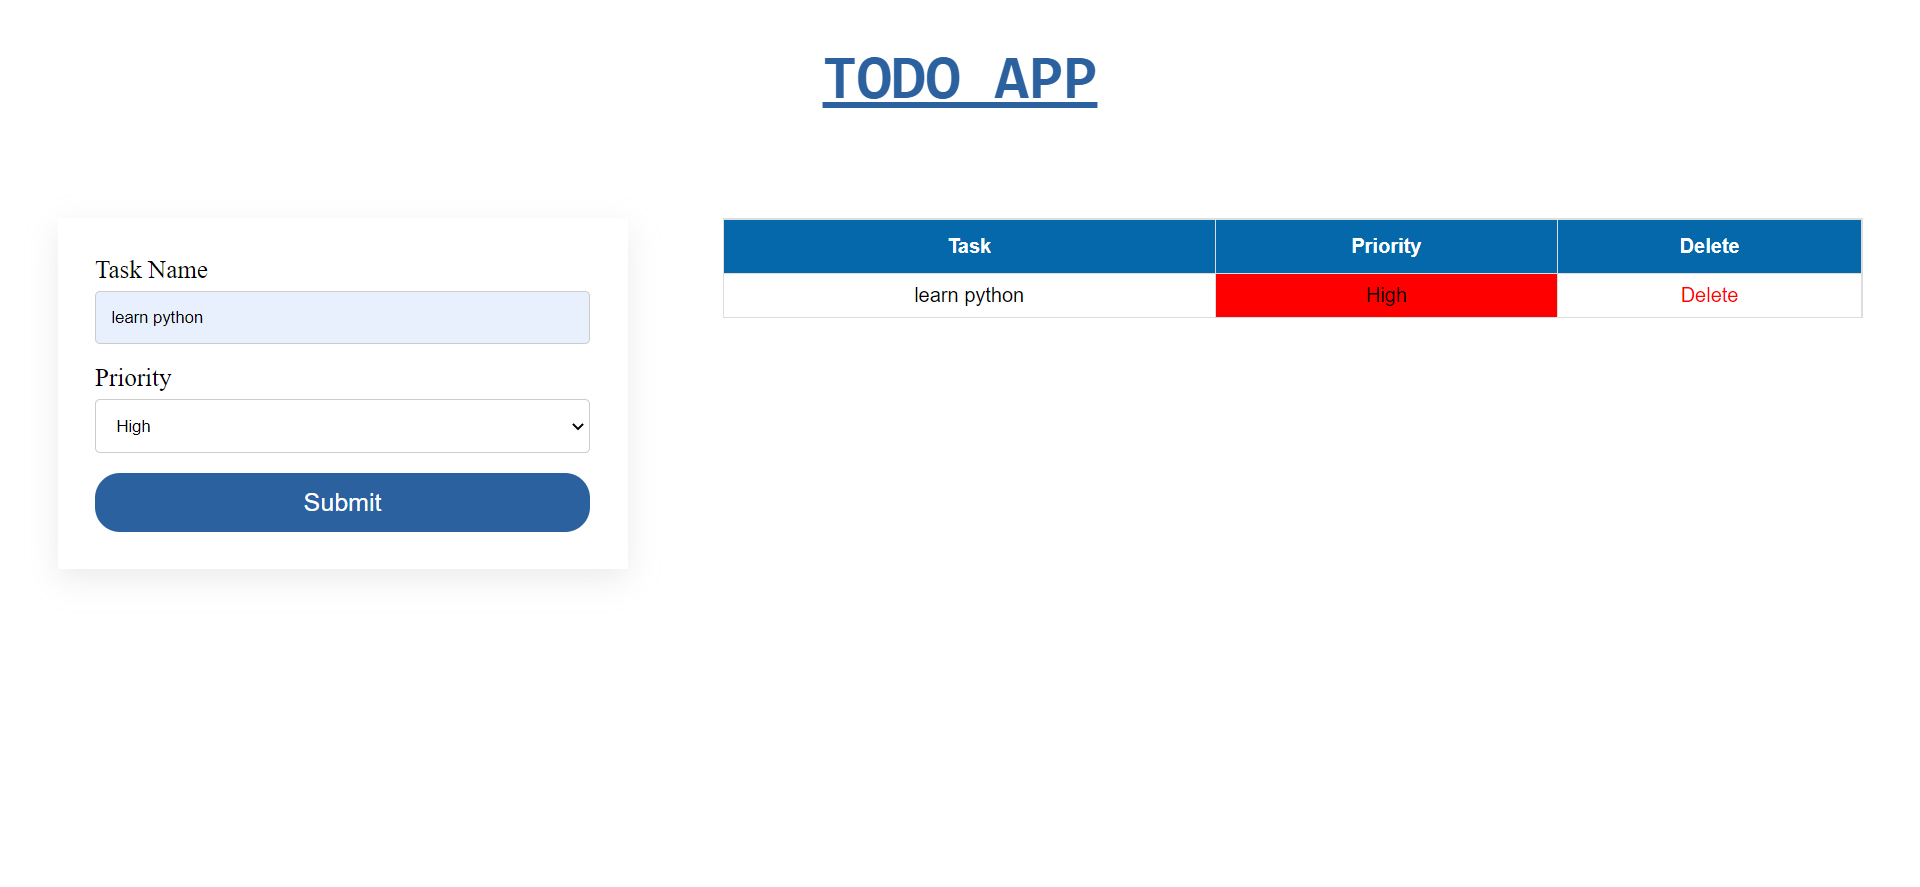 TODO APP
Task Name
learn python
Priority
High
Submit
Task Priority Delete
learn python High Delete